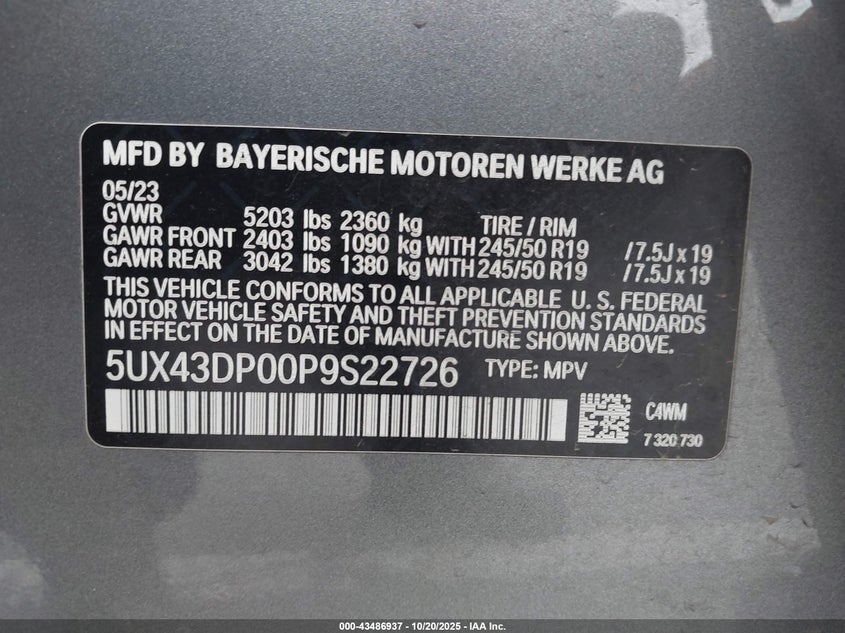 MFD BY BAYERISCHE MOTOREN WERKE AG
05/23
GVWR 5203 lbs 2360 kg TIRE / RIM
GAWR FRONT 2403 lbs 1090 kg WITH 245/50 R19 /7.5J x 19
GAWR REAR 3042 lbs 1380 kg WITH 245/50 R19 /7.5J x 19
THIS VEHICLE CONFORMS TO ALL APPLICABLE U. S. FEDERAL
MOTOR VEHICLE SAFETY AND THEFT PREVENTION STANDARDS
IN EFFECT ON THE DATE OF MANUFACTURE SHOWN ABOVE.
5UX43DP00P9S22726 TYPE: MPV
C4WM
7 320 730
000-43486937 - 10/20/2025 - IAA Inc.